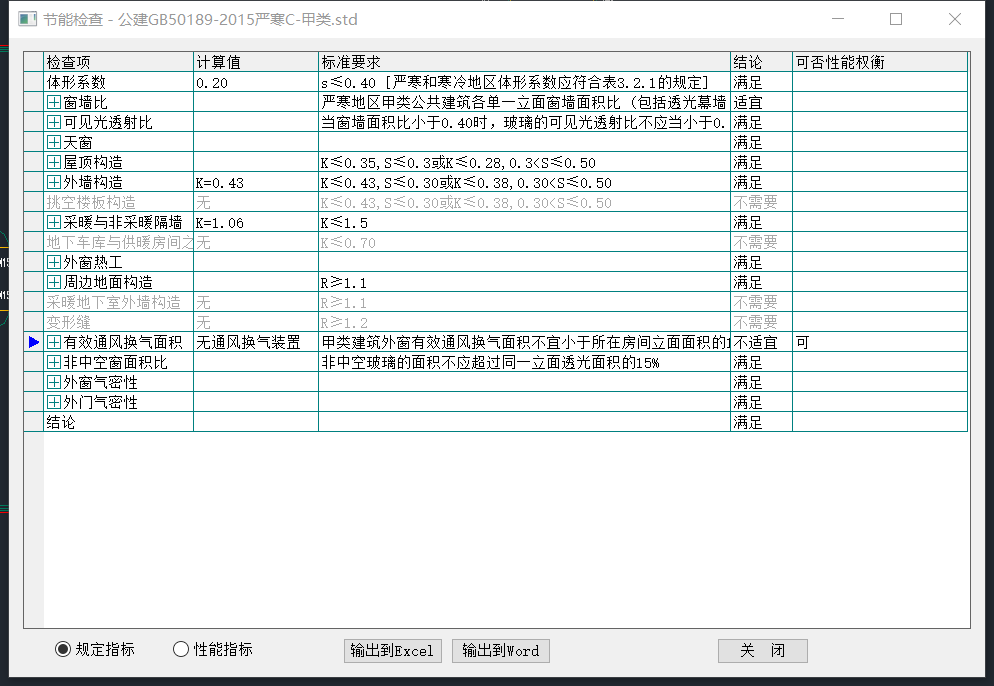 节能检查 - 公建GB50189-2015严寒C-甲类.std
检查项 计算值 标准要求 结论 可否性能权衡
体形系数 0.20 s≤0.40 [严寒和寒冷地区体形系数应符合表3.2.1的规定] 满足
窗墙比 严寒地区甲类公共建筑各单一立面窗墙面积比 (包括透光幕墙 适宜
可见光透射比 当窗墙面积比小于0.40时，玻璃的可见光透射比不应当小于0. 满足
天窗 满足
屋顶构造 K≤0.35,S≤0.3或K≤0.28,0.3<S≤0.50 满足
外墙构造 K=0.43 K≤0.43,S≤0.30或K≤0.38,0.30<S≤0.50 满足
挑空楼板构造 无 K≤0.43,S≤0.30或K≤0.38,0.30<S≤0.50 不需要
采暖与非采暖隔墙 K=1.06 K≤1.5 满足
地下车库与供暖房间之 无 K≤0.70 不需要
外窗热工 满足
周边地面构造 R≥1.1 满足
采暖地下室外墙构造 无 R≥1.1 不需要
变形缝 无 R≥1.2 不需要
有效通风换气面积 无通风换气装置 甲类建筑外窗有效通风换气面积不宜小于所在房间立面面积的 不适宜 可
非中空窗面积比 非中空玻璃的面积不应超过同一立面透光面积的15% 满足
外窗气密性 满足
外门气密性 满足
结论 满足
规定指标 性能指标 输出到Excel 输出到Word 关 闭